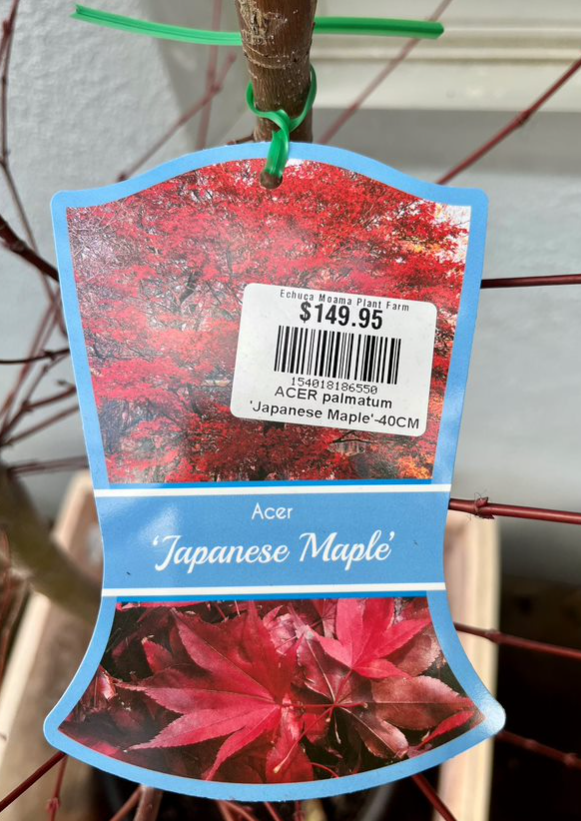 Echuca Moama Plant Farm
$149.95
154018186550
ACER palmatum
'Japanese Maple'-40CM
Acer
‘Japanese Maple’